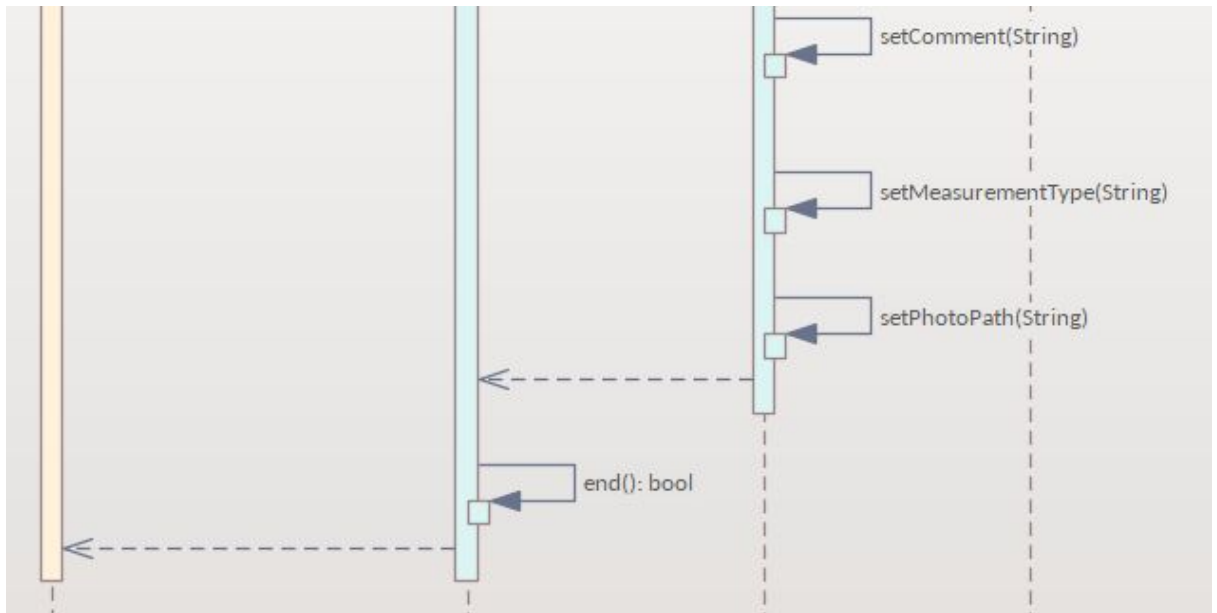 setComment(String)
setMeasurementType(String)
setPhotoPath(String)
end(): bool